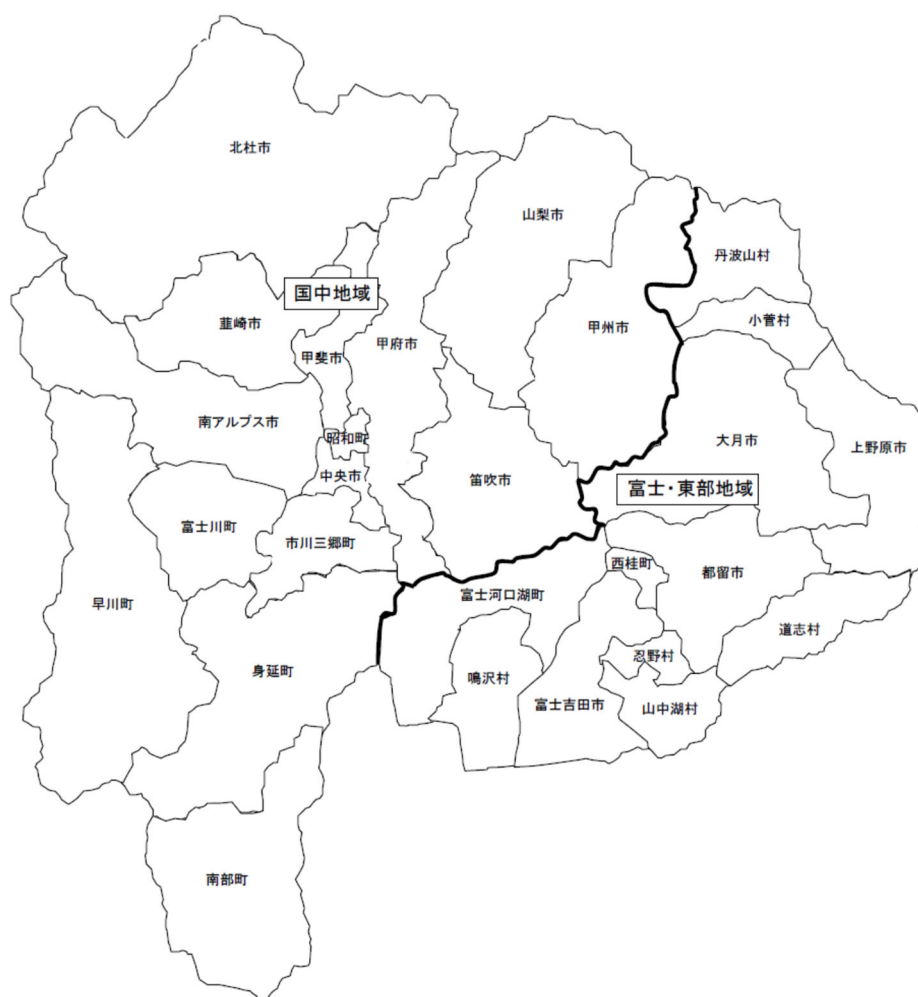 北杜市
山梨市
丹波山村
国中地域
韮崎市
小菅村
甲州市
甲府市
甲斐市
南アルプス市
昭和町
大月市
上野原市
中央市
笛吹市
富士・東部地域
富士川町
市川三郷町
西桂町
都留市
富士河口湖町
早川町
道志村
忍野村
身延町
鳴沢村
富士吉田市
山中湖村
南部町